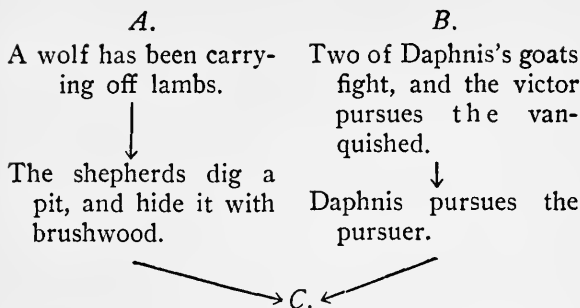 A.
A wolf has been carry-
ing off lambs.
The shepherds dig a
pit, and hide it with
brushwood.
B.
Two of Daphnis's goats
fight, and the victor
pursues the van-
quished.
Daphnis pursues the
pursuer.
C.